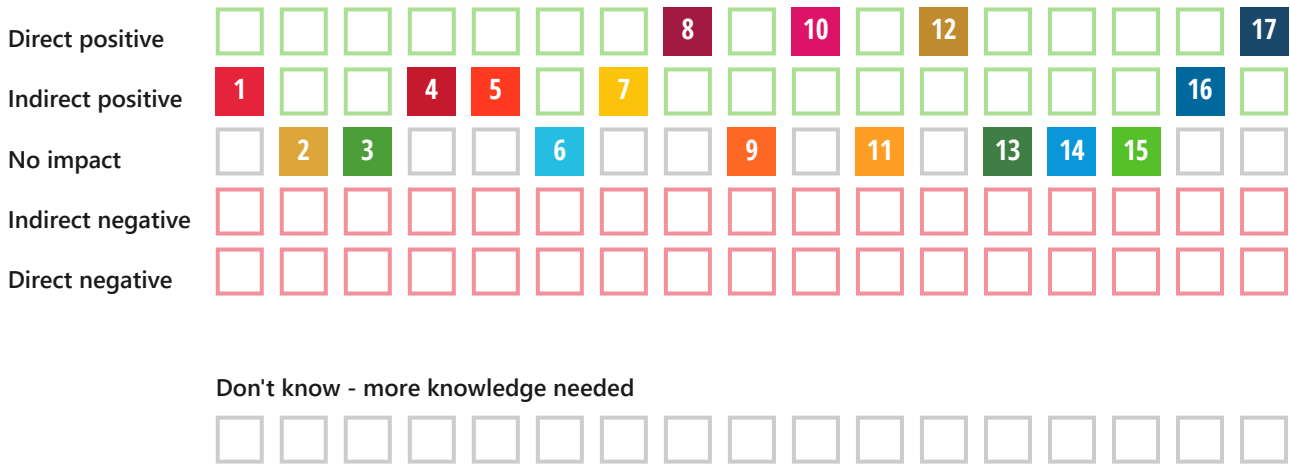 Direct positive 8 10 12 17
Indirect positive 1 4 5 7 16
No impact 2 3 6 9 11 13 14 15
Indirect negative
Direct negative
Don't know - more knowledge needed